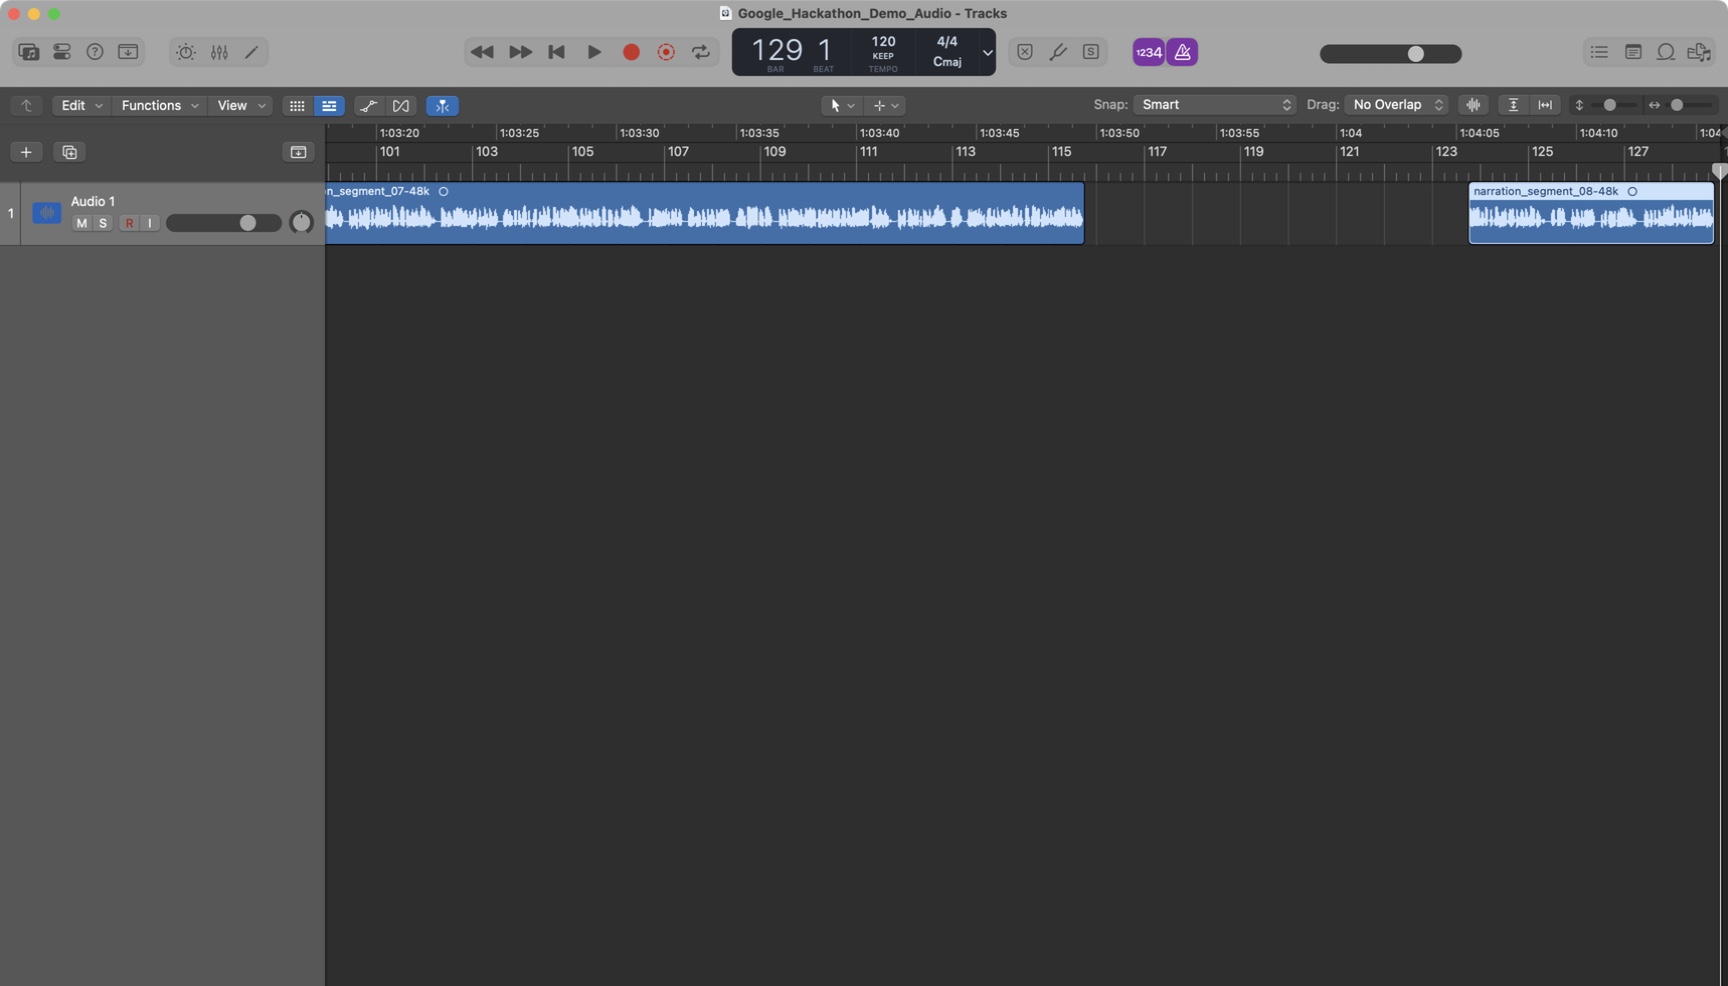 Google_Hackathon_Demo_Audio - Tracks
129 1 120 KEEP 4/4 Cmaj
BAR BEAT TEMPO
S 1234
Edit Functions View Snap: Smart Drag: No Overlap
1:03:20 1:03:25 1:03:30 1:03:35 1:03:40 1:03:45 1:03:50 1:03:55 1:04 1:04:05 1:04:10 1:04
101 103 105 107 109 111 113 115 117 119 121 123 125 127
n_segment_07-48k narration_segment_08-48k
1 Audio 1
M S R I